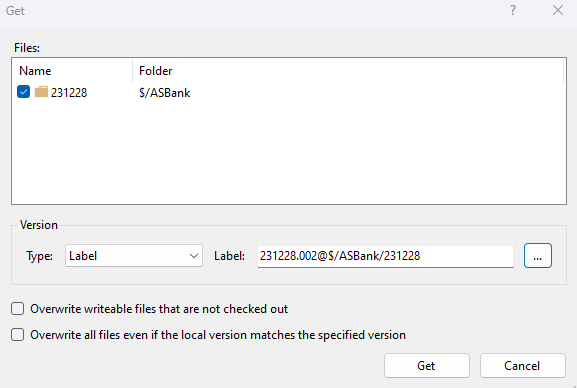 Get
Files:
Name Folder
231228 $/ASBank
Version
Type: Label Label: 231228.002@$/ASBank/231228 ...
Overwrite writeable files that are not checked out
Overwrite all files even if the local version matches the specified version
Get Cancel